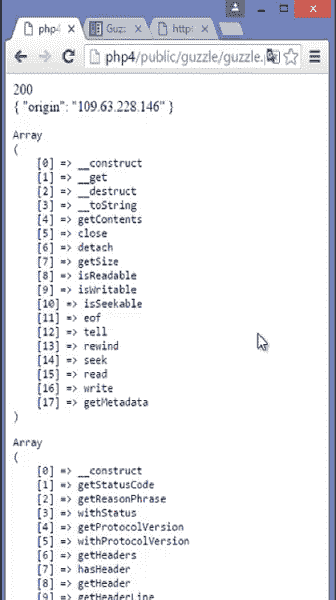 php4
Guz
http:
php4/public/guzzle/guzzle.
200
{ "origin": "109.63.228.146" }
Array
(
[0] => __construct
[1] => __get
[2] => __destruct
[3] => __toString
[4] => getContents
[5] => close
[6] => detach
[7] => getSize
[8] => isReadable
[9] => isWritable
[10] => isSeekable
[11] => eof
[12] => tell
[13] => rewind
[14] => seek
[15] => read
[16] => write
[17] => getMetadata
)
Array
(
[0] => __construct
[1] => getStatusCode
[2] => getReasonPhrase
[3] => withStatus
[4] => getProtocolVersion
[5] => withProtocolVersion
[6] => getHeaders
[7] => hasHeader
[8] => getHeader
[9] => getHeaderLine